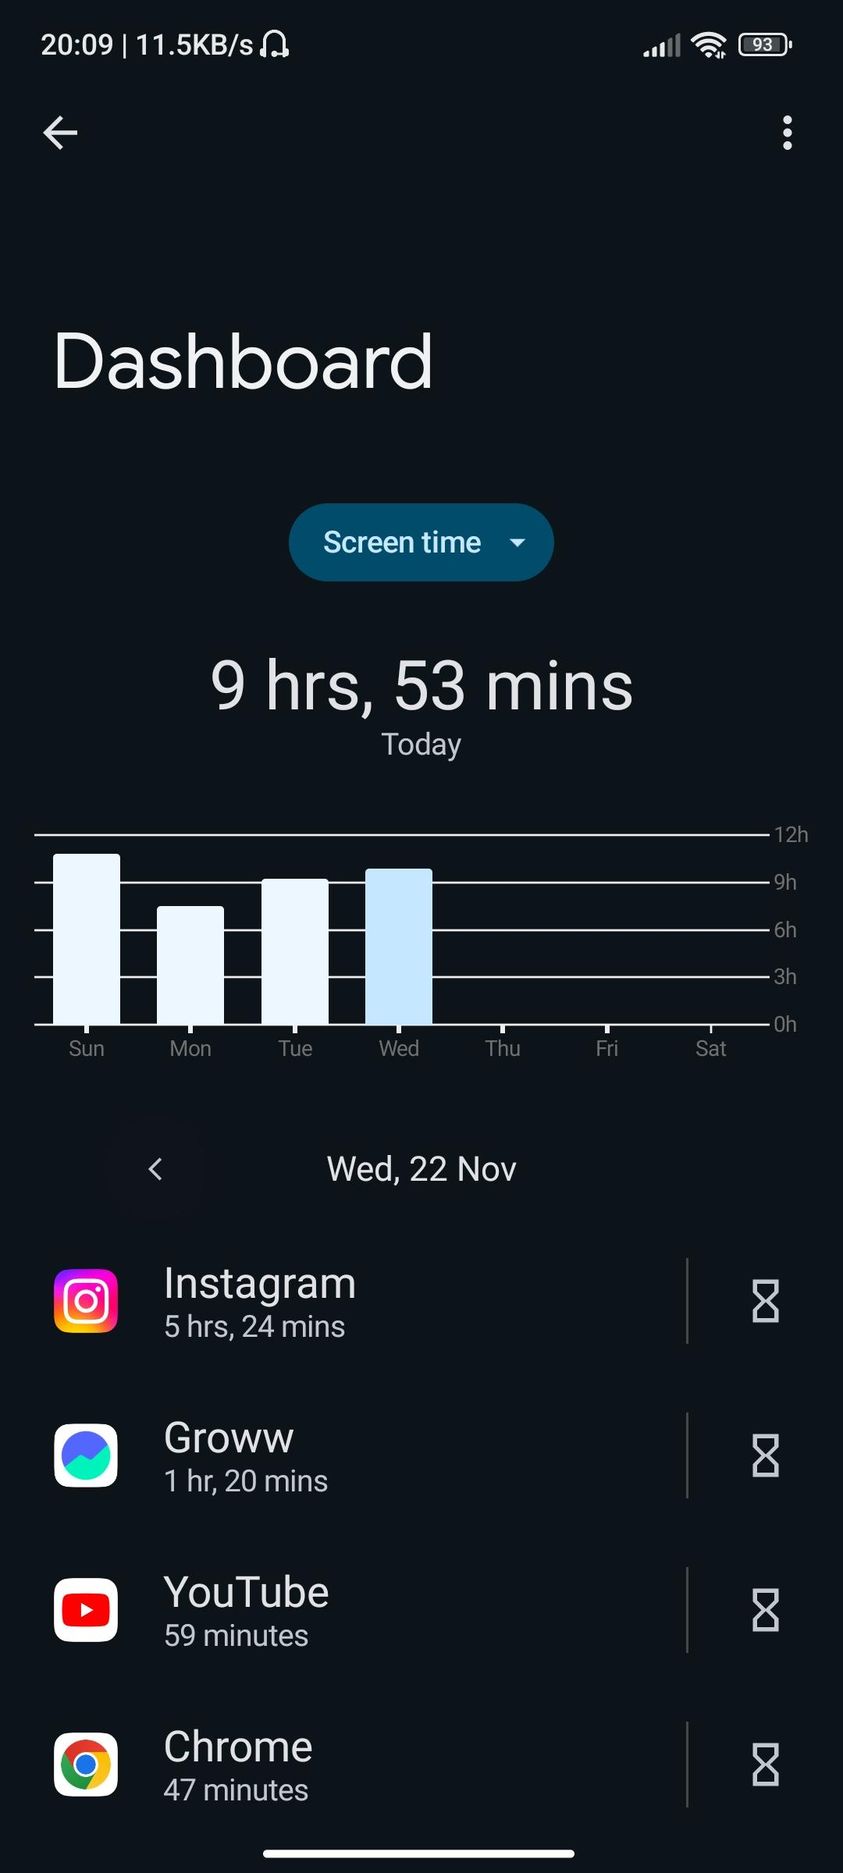 20:09 | 11.5KB/s
93
Dashboard
Screen time
9 hrs, 53 mins
Today
12h
9h
6h
3h
0h
Sun Mon Tue Wed Thu Fri Sat
Wed, 22 Nov
Instagram
5 hrs, 24 mins
Groww
1 hr, 20 mins
YouTube
59 minutes
Chrome
47 minutes